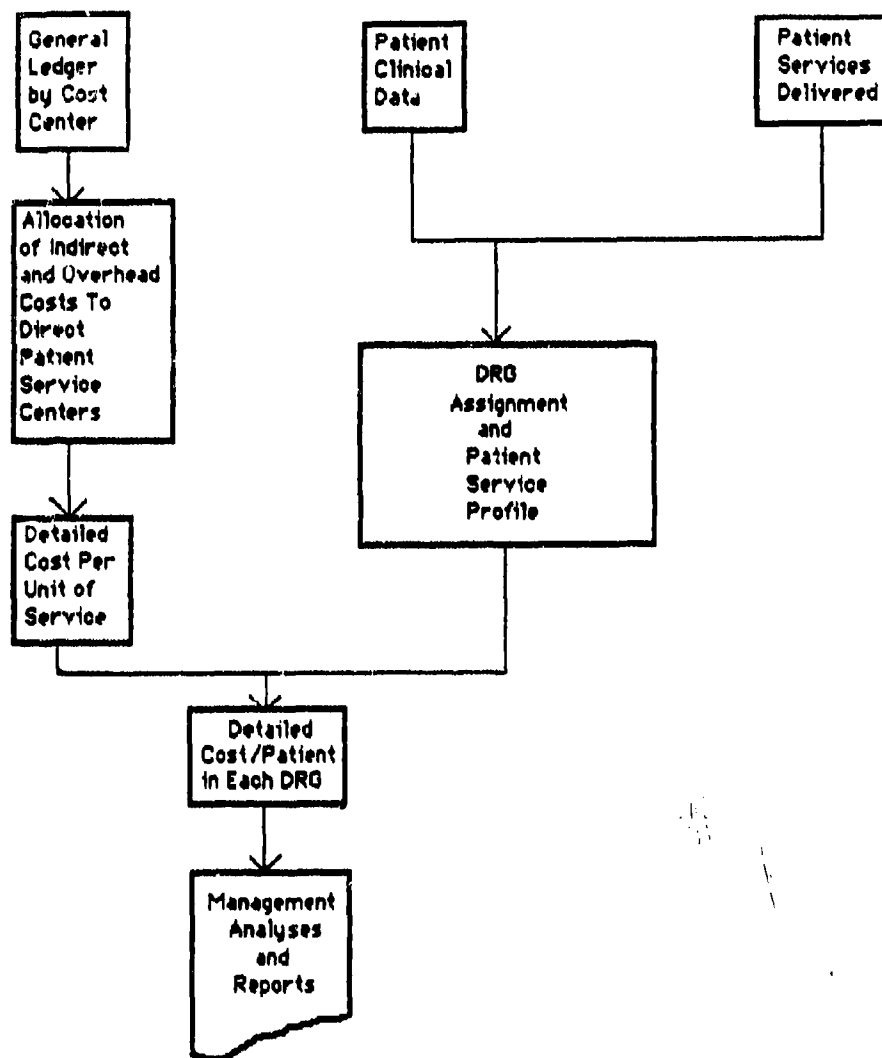 General
Ledger
by Cost
Center
Patient
Clinical
Data
Patient
Services
Delivered
Allocation
of Indirect
and Overhead
Costs To
Direct
Patient
Service
Centers
DRG
Assignment
and
Patient
Service
Profile
Detailed
Cost Per
Unit of
Service
Detailed
Cost/Patient
in Each DRG
Management
Analyses
and
Reports